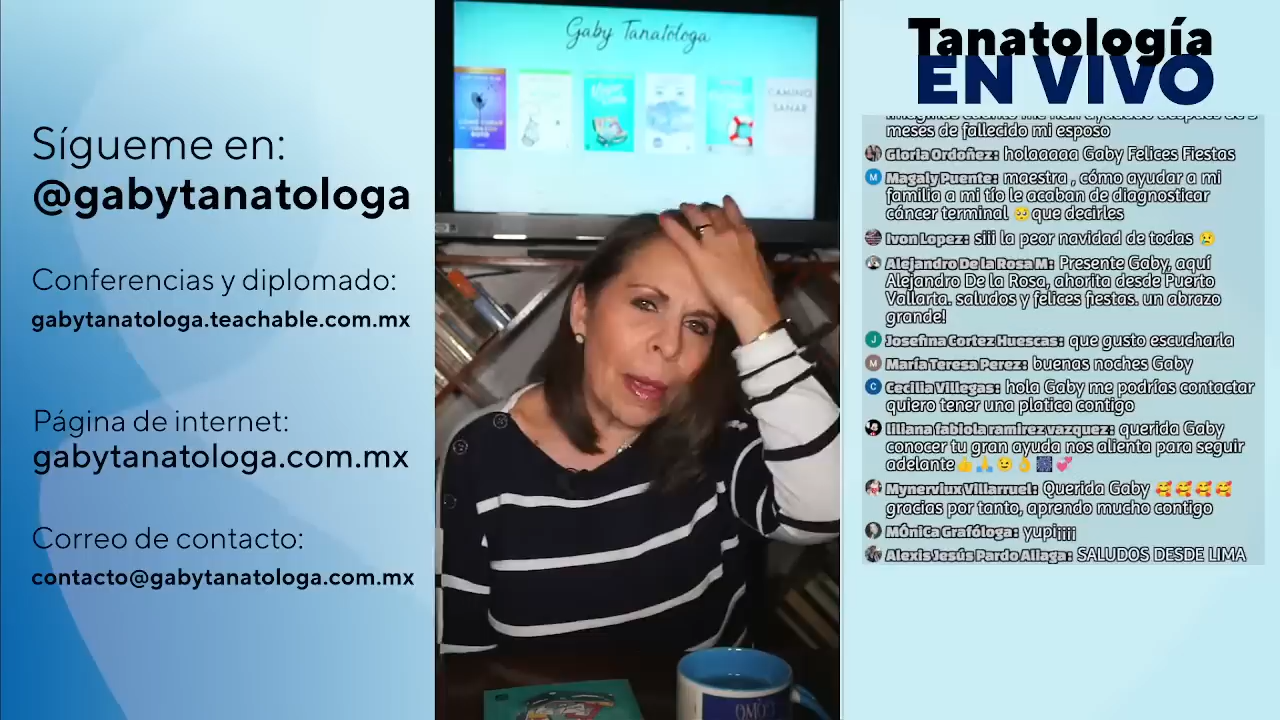 Sígueme en:
@gabytanatologa
Conferencias y diplomado:
gabytanatologa.teachable.com.mx
Página de internet:
gabytanatologa.com.mx
Correo de contacto:
contacto@gabytanatologa.com.mx
Gaby Tanatóloga
CAMINO
SANAR
Tanatología
EN VIVO
meses de fallecido mi esposo
Gloria Ordoñez: holaaaaa Gaby Felices Fiestas
Magaly Puente: maestra , cómo ayudar a mi
familia a mi tío le acaban de diagnosticar
cáncer terminal 🥺 que decirles
Ivon Lopez: siii la peor navidad de todas 😢
Alejandro De la Rosa M: Presente Gaby, aquí
Alejandro De la Rosa, ahorita desde Puerto
Vallarta. saludos y felices fiestas. un abrazo
grande!
Josefina Cortez Huescas: que gusto escucharla
María Teresa Perez: buenas noches Gaby
Cecilia Villegas: hola Gaby me podrías contactar
quiero tener una platica contigo
liliana fabiola ramirez vazquez: querida Gaby
conocer tu gran ayuda nos alienta para seguir
adelante👍🙏😉👌🎆💞
Mynerviux Villarruel: Querida Gaby 🥰🥰🥰🥰
gracias por tanto, aprendo mucho contigo
MÓniCa Grafóloga: yupi¡¡¡¡
Alexis Jesús Pardo Aliaga: SALUDOS DESDE LIMA